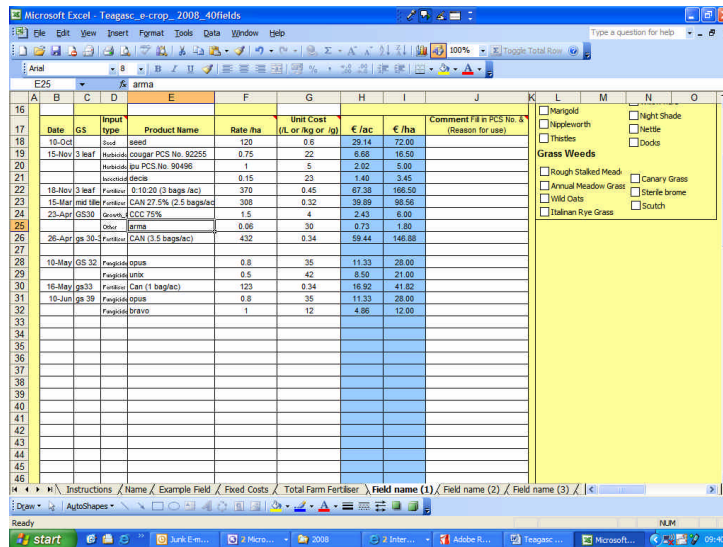 Microsoft Excel - Teagasc_e-crop_ 2008_40fields
File Edit View Insert Format Tools Data Window Help Type a question for help
100% Toggle Total Row
Arial 8 B I U
E25 fx arma
A B C D E F G H I J K L M N O
16
17 Date GS Input type Product Name Rate /ha Unit Cost (/L or /kg or /g) €/ac €/ha Comment Fill in PCS No. & (Reason for use)
18 10-Oct Seed seed 120 0.6 29.14 72.00
19 15-Nov 3 leaf Herbicide cougar PCS No. 92255 0.75 22 6.68 16.50
20 Herbicide ipu PCS.No. 90496 1 5 2.02 5.00
21 Insecticid decis 0.15 23 1.40 3.45
22 18-Nov 3 leaf Fertiliser 0:10:20 (3 bags /ac) 370 0.45 67.38 166.50
23 15-Mar mid tille Fertiliser CAN 27.5% (2.5 bags/ac 308 0.32 39.89 98.56
24 23-Apr GS30 Growth_ CCC 75% 1.5 4 2.43 6.00
25 Other arma 0.06 30 0.73 1.80
26 26-Apr gs 30-3 Fertiliser CAN (3.5 bags/ac) 432 0.34 59.44 146.88
27
28 10-May GS 32 Fungicide opus 0.8 35 11.33 28.00
29 Fungicide unix 0.5 42 8.50 21.00
30 16-May gs33 Fertiliser Can (1 bag/ac) 123 0.34 16.92 41.82
31 10-Jun gs 39 Fungicide opus 0.8 35 11.33 28.00
32 Fungicide bravo 1 12 4.86 12.00
33
34
35
36
37
38
39
40
41
42
43
44
45
46
Marigold Night Shade
Nippleworth Nettle
Thistles Docks
Grass Weeds
Rough Stalked Mead Canary Grass
Annual Meadow Grass Sterile brome
Wild Oats Scutch
Italinan Rye Grass
Instructions Name Example Field Fixed Costs Total Farm Fertiliser Field name (1) Field name (2) Field name (3)
Draw AutoShapes
Ready NUM
start Junk E-m... 2 Micro... 2008 2 Inter... Adobe R... Teagasc ... Microsoft... 09:40